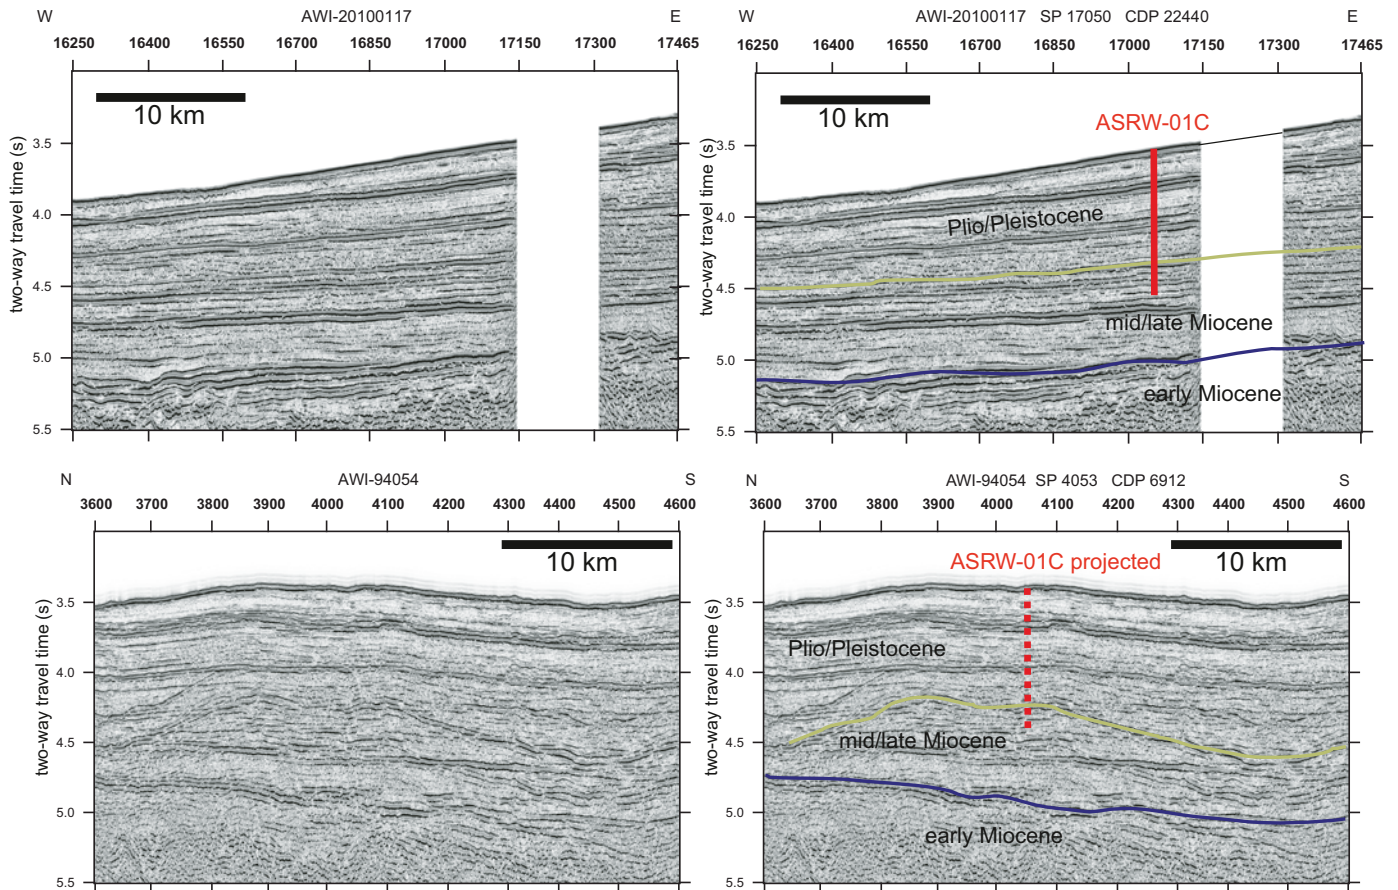 W AWI-20100117 E
16250 16400 16550 16700 16850 17000 17150 17300 17465
10 km
two-way travel time (s)
3.5
4.0
4.5
5.0
5.5
W AWI-20100117 SP 17050 CDP 22440 E
16250 16400 16550 16700 16850 17000 17150 17300 17465
10 km
ASRW-01C
two-way travel time (s)
3.5
4.0
4.5
5.0
5.5
Plio/Pleistocene
mid/late Miocene
early Miocene
N AWI-94054 S
3600 3700 3800 3900 4000 4100 4200 4300 4400 4500 4600
10 km
two-way travel time (s)
3.5
4.0
4.5
5.0
5.5
N AWI-94054 SP 4053 CDP 6912 S
3600 3700 3800 3900 4000 4100 4200 4300 4400 4500 4600
10 km
ASRW-01C projected
two-way travel time (s)
3.5
4.0
4.5
5.0
5.5
Plio/Pleistocene
mid/late Miocene
early Miocene